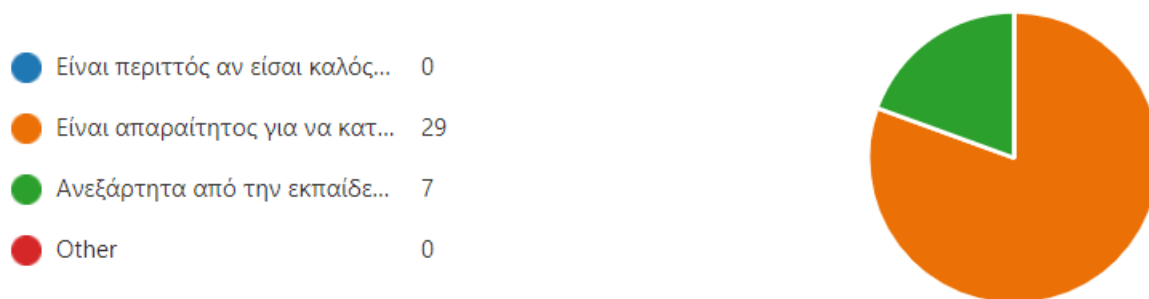 Είναι περιττός αν είσαι καλός... 0
Είναι απαραίτητος για να κατ... 29
Ανεξάρτητα από την εκπαίδε... 7
Other 0